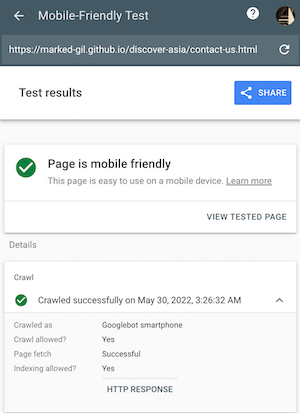 Mobile-Friendly Test
https://marked-gil.github.io/discover-asia/contact-us.html
Test results
SHARE
Page is mobile friendly
This page is easy to use on a mobile device. Learn more
VIEW TESTED PAGE
Details
Crawl
Crawled successfully on May 30, 2022, 3:26:32 AM
Crawled as Googlebot smartphone
Crawl allowed? Yes
Page fetch Successful
Indexing allowed? Yes
HTTP RESPONSE